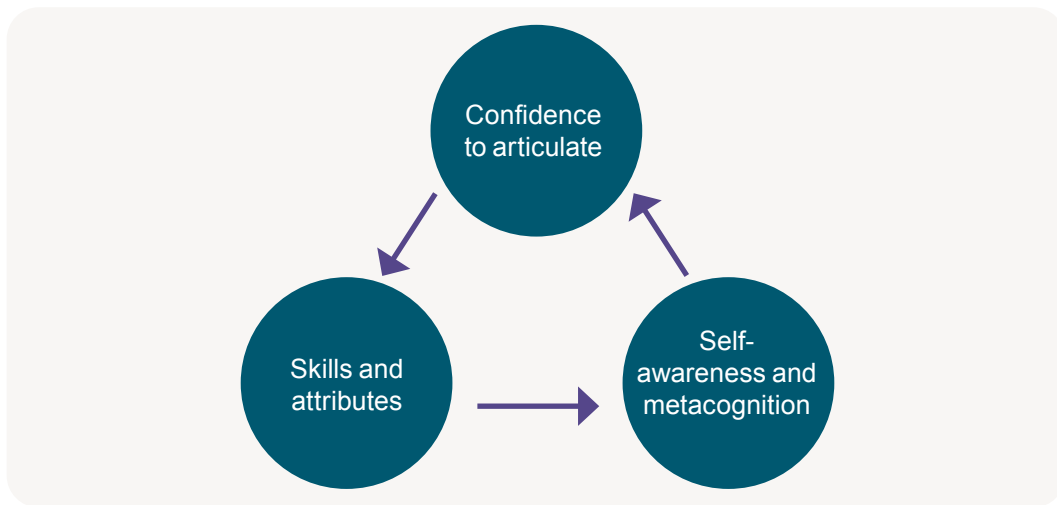 Confidence
to articulate
Skills and
attributes
Self-
awareness and
metacognition